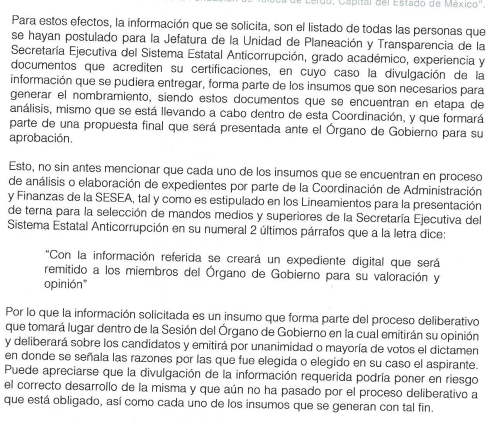 Fundación de Toluca de Lerdo, Capital del Estado de México".
Para estos efectos, la información que se solicita, son el listado de todas las personas que
se hayan postulado para la Jefatura de la Unidad de Planeación y Transparencia de la
Secretaría Ejecutiva del Sistema Estatal Anticorrupción, grado académico, experiencia y
documentos que acrediten su certificaciones, en cuyo caso la divulgación de la
información que se pudiera entregar, forma parte de los insumos que son necesarios para
generar el nombramiento, siendo estos documentos que se encuentran en etapa de
análisis, mismo que se está llevando a cabo dentro de esta Coordinación, y que formará
parte de una propuesta final que será presentada ante el Órgano de Gobierno para su
aprobación.
Esto, no sin antes mencionar que cada uno de los insumos que se encuentran en proceso
de análisis o elaboración de expedientes por parte de la Coordinación de Administración
y Finanzas de la SESEA, tal y como es estipulado en los Lineamientos para la presentación
de terna para la selección de mandos medios y superiores de la Secretaría Ejecutiva del
Sistema Estatal Anticorrupción en su numeral 2 últimos párrafos que a la letra dice:
"Con la información referida se creará un expediente digital que será
remitido a los miembros del Órgano de Gobierno para su valoración y
opinión"
Por lo que la información solicitada es un insumo que forma parte del proceso deliberativo
que tomará lugar dentro de la Sesión del Órgano de Gobierno en la cual emitirán su opinión
y deliberará sobre los candidatos y emitirá por unanimidad o mayoría de votos el dictamen
en donde se señala las razones por las que fue elegida o elegido en su caso el aspirante.
Puede apreciarse que la divulgación de la información requerida podría poner en riesgo
el correcto desarrollo de la misma y que aún no ha pasado por el proceso deliberativo a
que está obligado, así como cada uno de los insumos que se generan con tal fin.